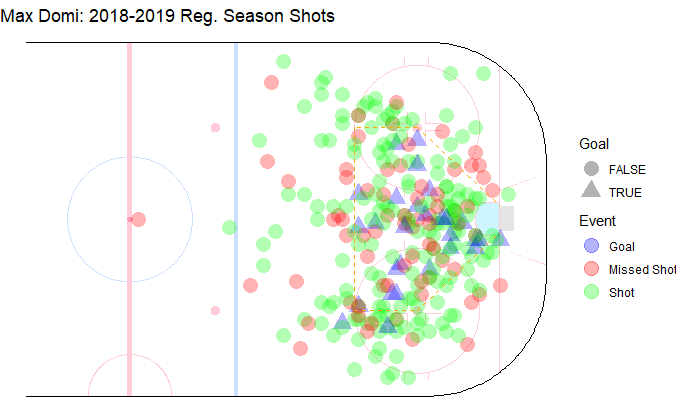 Max Domi: 2018-2019 Reg. Season Shots
Goal
FALSE
TRUE
Event
Goal
Missed Shot
Shot